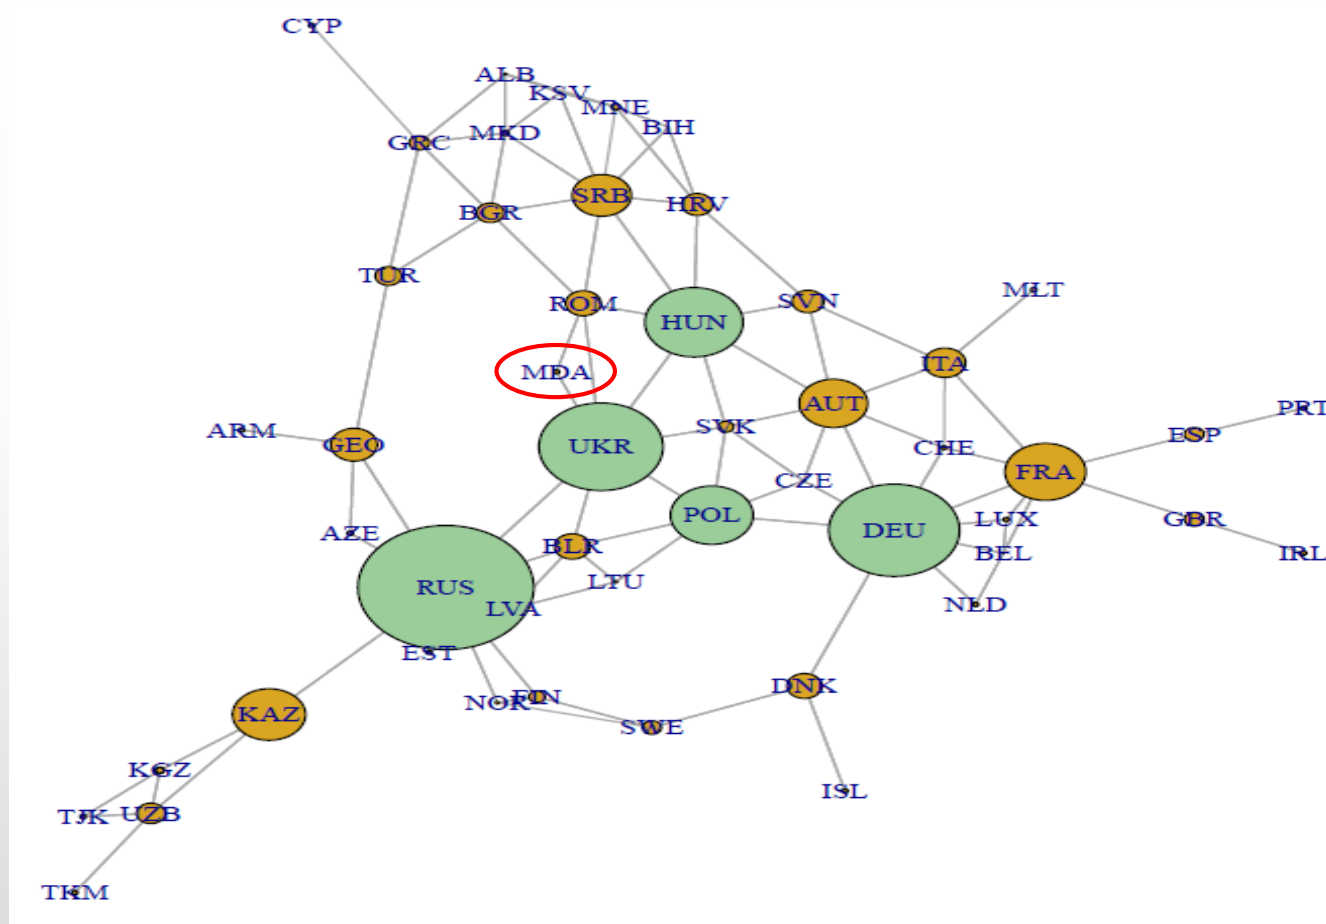 CYP
ALB
KSV
MNE
BIH
GRC
MKD
SRB
HRV
BGR
TUR
ROM
HUN
SVN
MLT
MDA
ITA
AUT
PRT
ARM
GEO
UKR
SVK
CHE
ESP
FRA
CZE
POL
DEU
LUX
GBR
AZE
BLR
BEL
IRL
RUS
LTU
LVA
NLD
EST
NOR
FIN
DNK
KAZ
SWE
KGZ
ISL
TJK
UZB
TKM